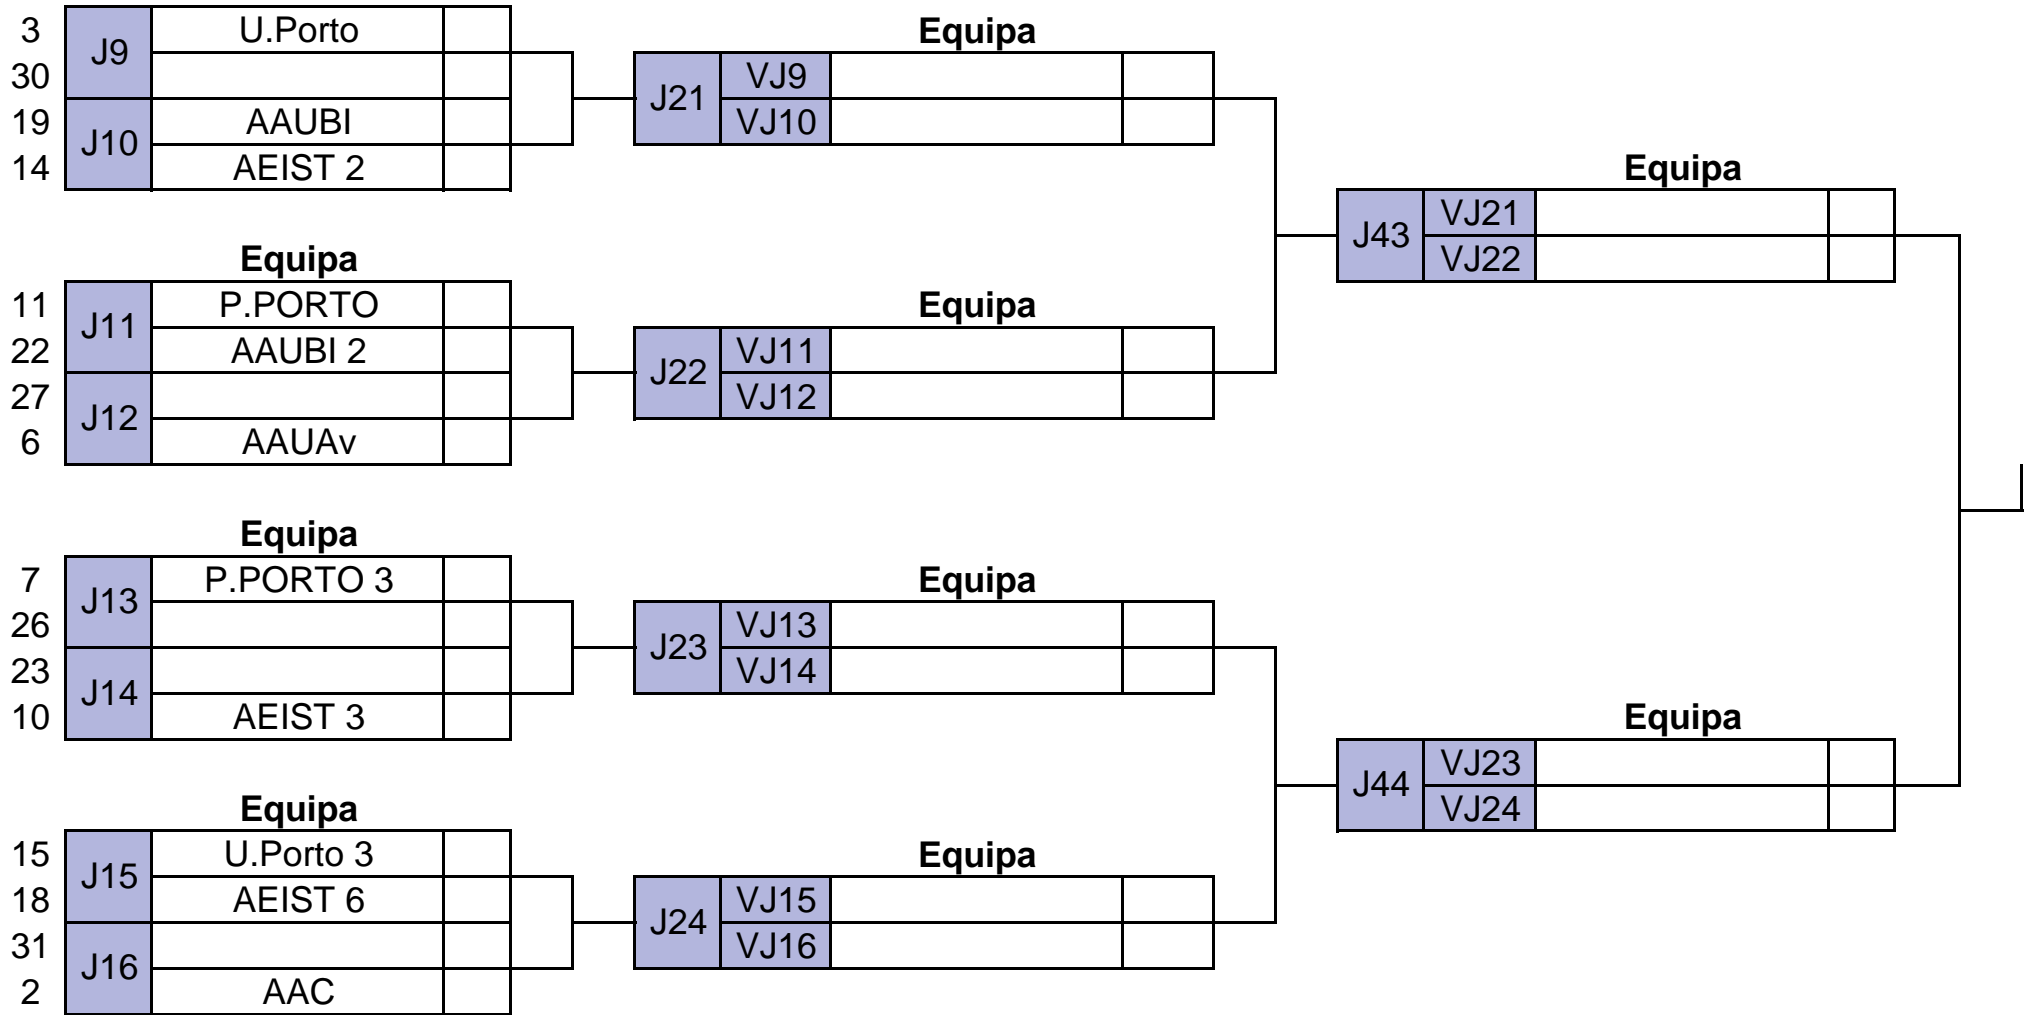 3 J9 U.Porto
30
19 J10 AAUBI
14 AEIST 2
Equipa
11 J11 P.PORTO
22 AAUBI 2
27 J12
6 AAUAv
Equipa
7 J13 P.PORTO 3
26
23 J14
10 AEIST 3
Equipa
15 J15 U.Porto 3
18 AEIST 6
31 J16
2 AAC
Equipa
J21 VJ9
VJ10
Equipa
J22 VJ11
VJ12
Equipa
J23 VJ13
VJ14
Equipa
J24 VJ15
VJ16
Equipa
J43 VJ21
VJ22
Equipa
J44 VJ23
VJ24